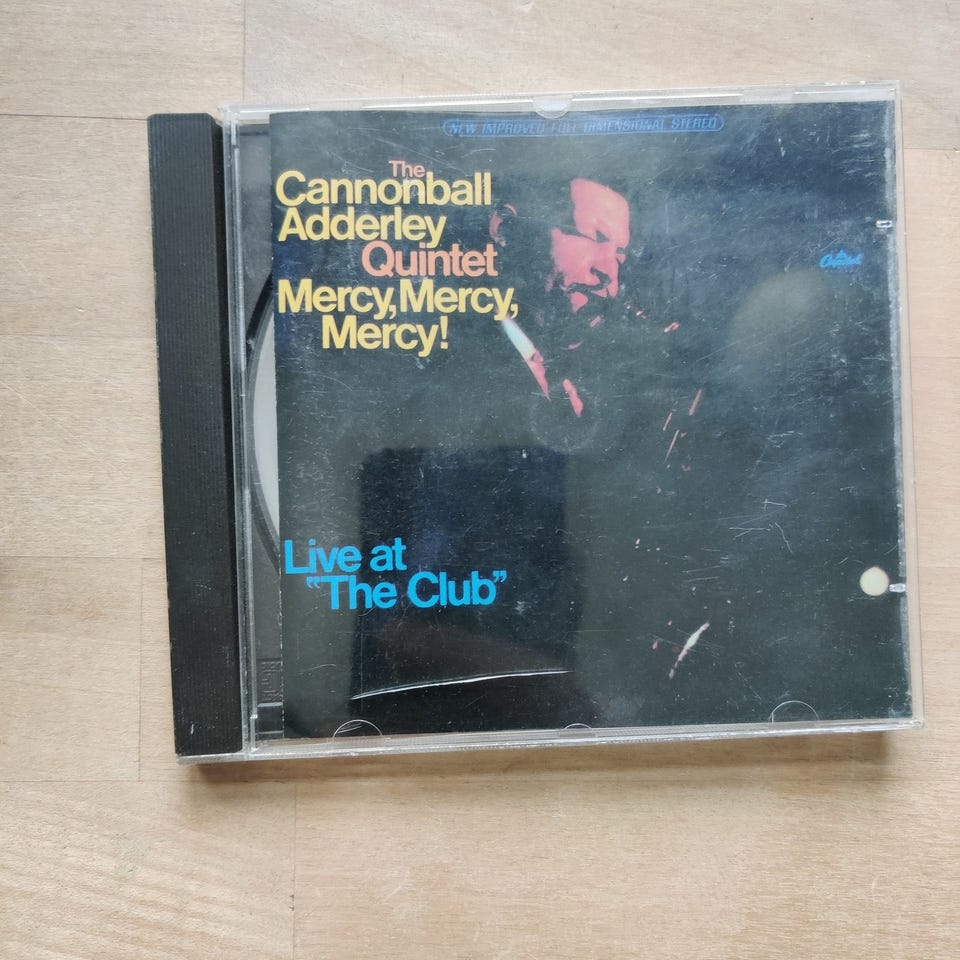 NEW IMPROVED FULL DIMENSIONAL STEREO
The
Cannonball
Adderley
Quintet
Mercy, Mercy,
Mercy!
Capitol
Live at
“The Club”